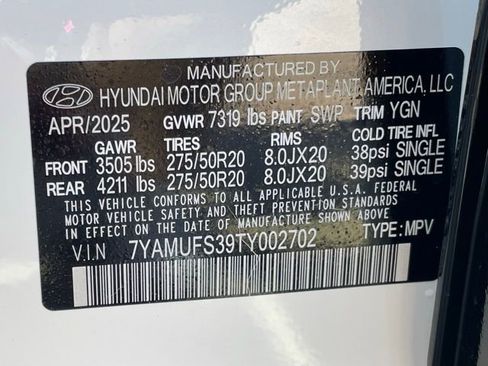 MANUFACTURED BY
HYUNDAI MOTOR GROUP METAPLANT AMERICA, LLC
APR/2025 GVWR 7319 lbs PAINT SWP TRIM YGN
GAWR TIRES RIMS COLD TIRE INFL
FRONT 3505 lbs 275/50R20 8.0JX20 38psi SINGLE
REAR 4211 lbs 275/50R20 8.0JX20 39psi SINGLE
THIS VEHICLE CONFORMS TO ALL APPLICABLE U.S.A. FEDERAL
MOTOR VEHICLE SAFETY AND THEFT PREVENTION STANDARDS
IN EFFECT ON THE DATE OF MANUFACTURE SHOWN ABOVE.
V.I.N 7YAMUFS39TY002702 TYPE: MPV